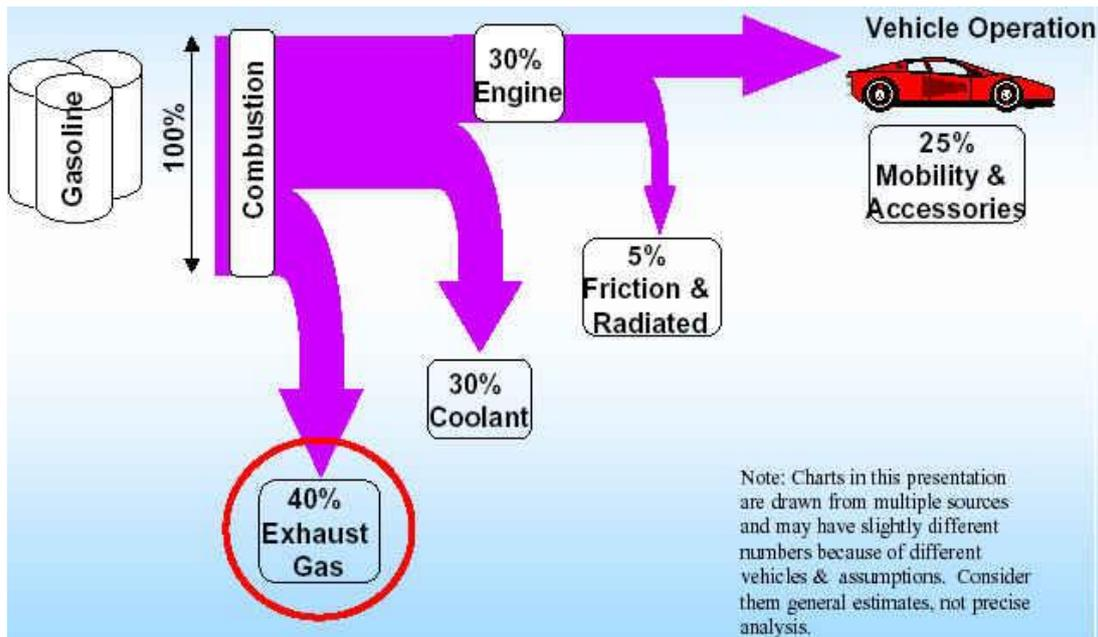 Gasoline
100%
Combustion
30%
Engine
Vehicle Operation
25%
Mobility &
Accessories
5%
Friction &
Radiated
30%
Coolant
40%
Exhaust
Gas
Note: Charts in this presentation
are drawn from multiple sources
and may have slightly different
numbers because of different
vehicles & assumptions. Consider
them general estimates, not precise
analysis.